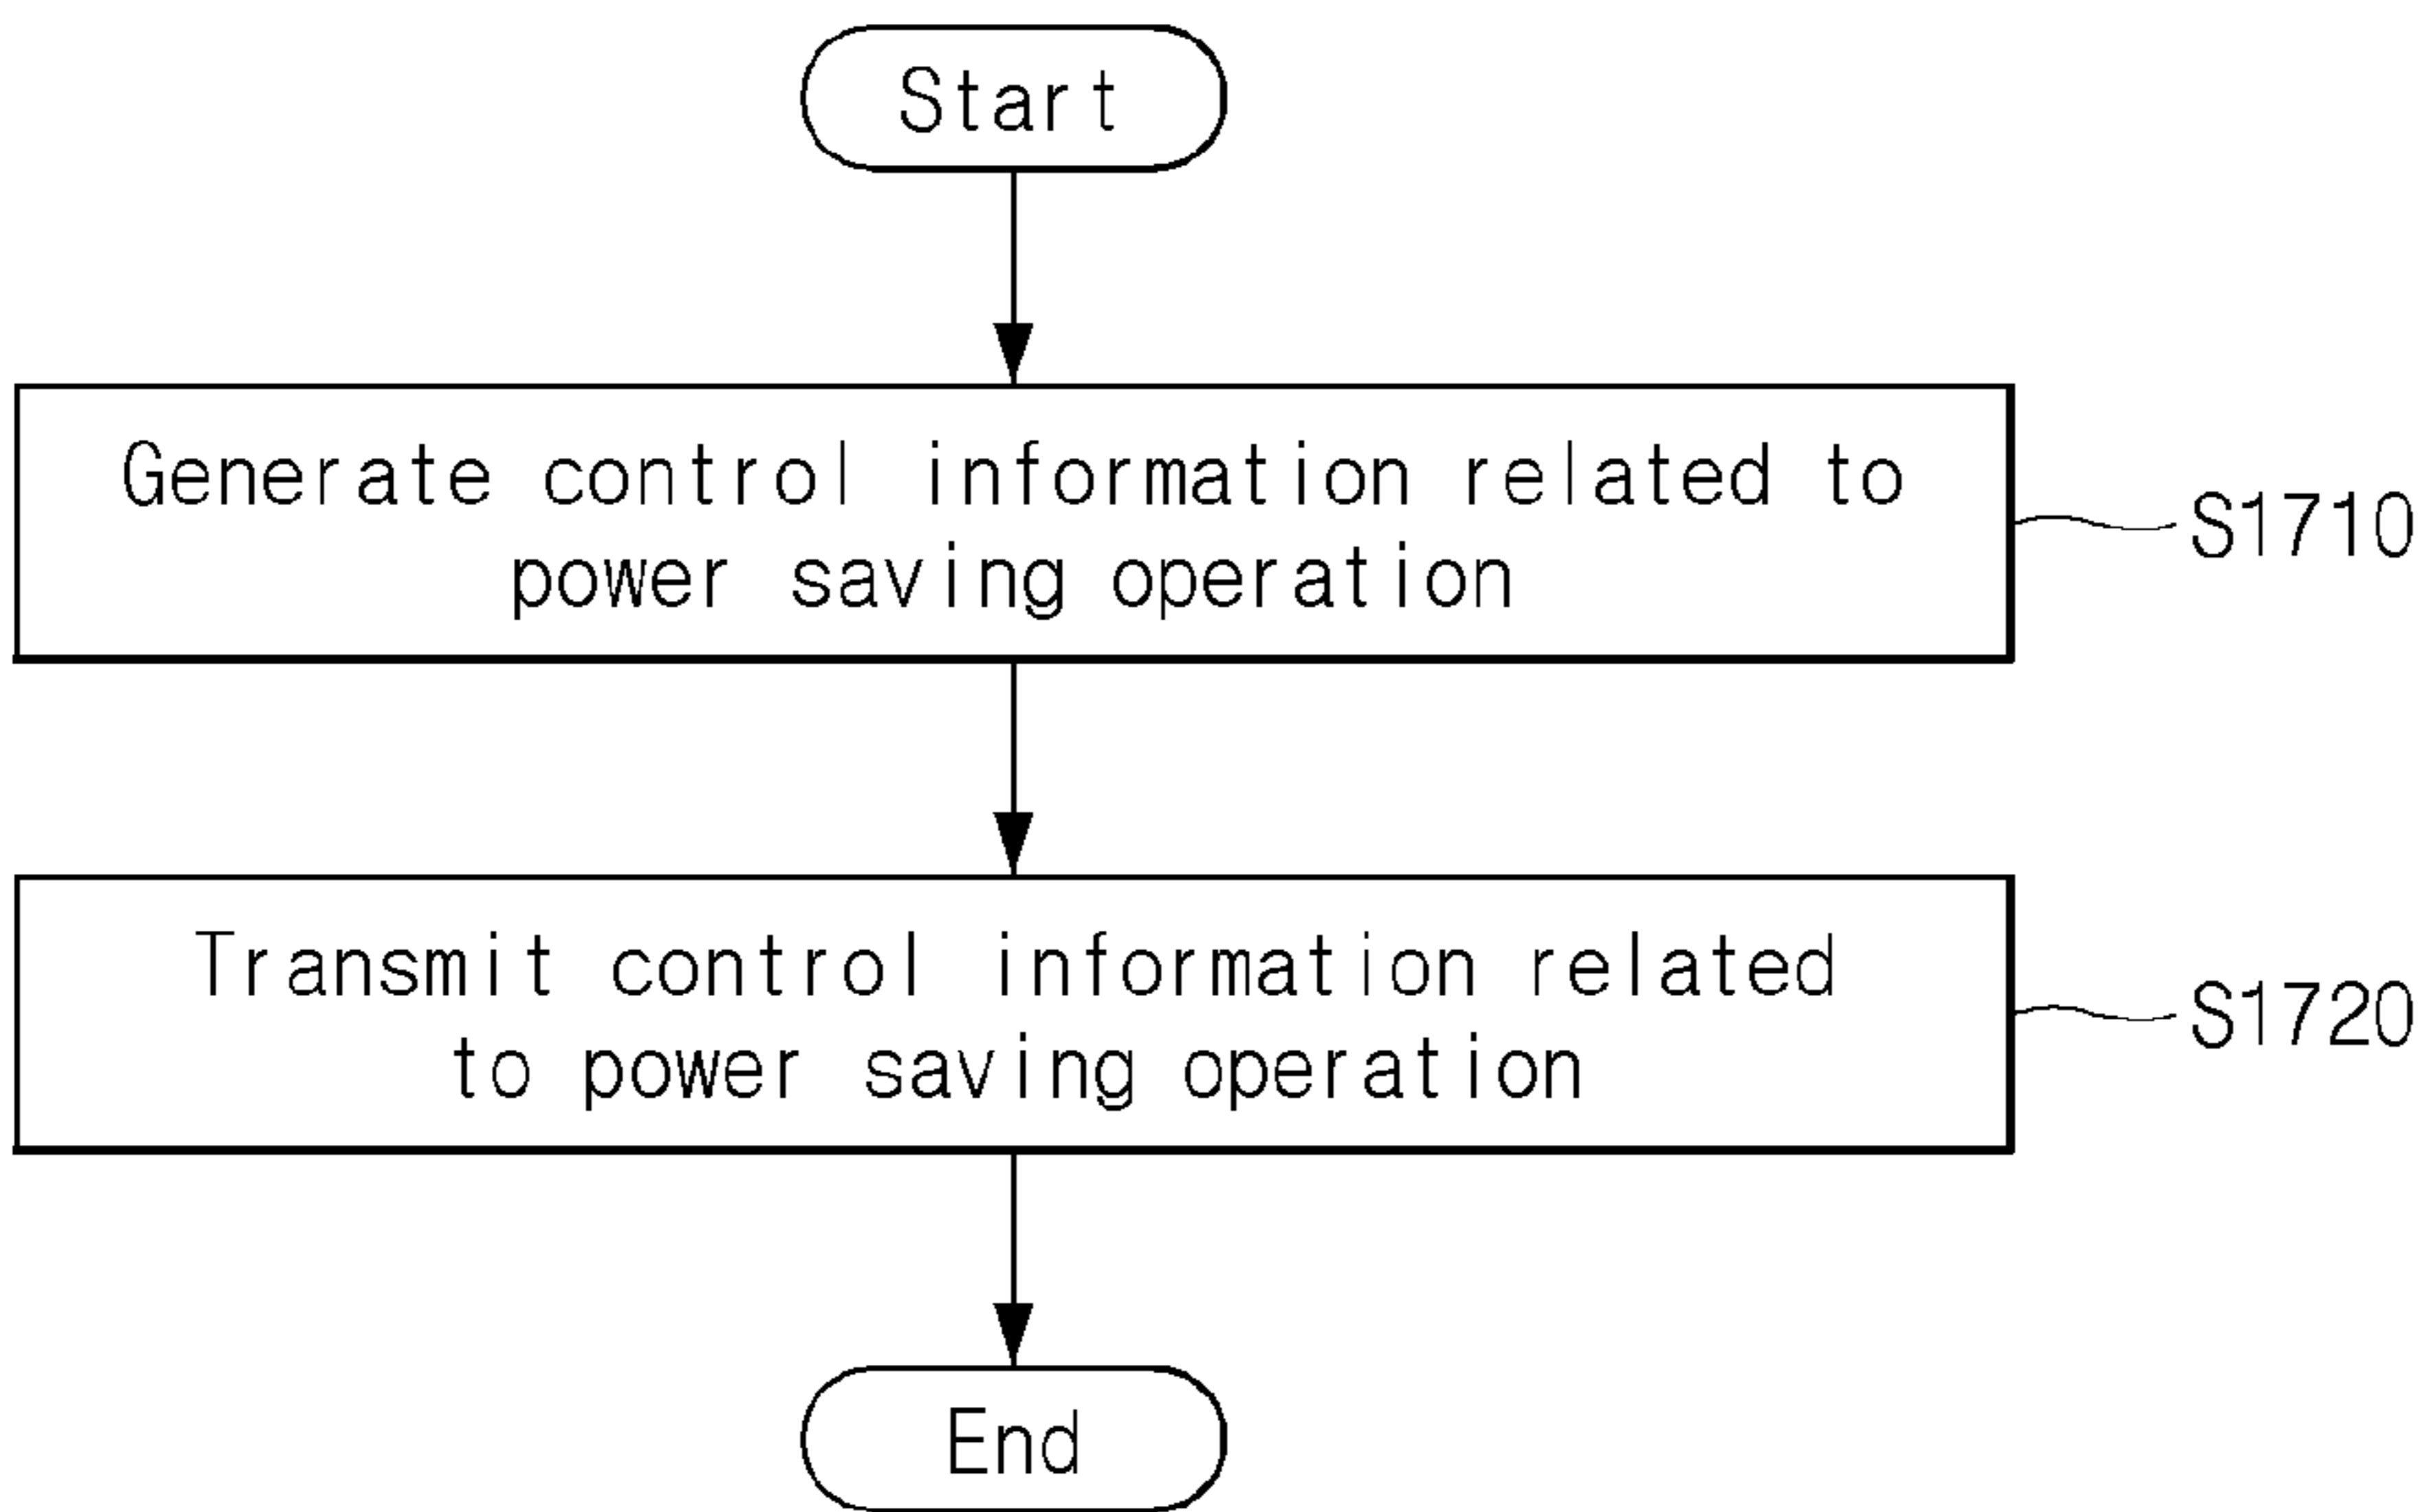 Start
Generate control information related to
power saving operation
S1710
Transmit control information related
to power saving operation
S1720
End